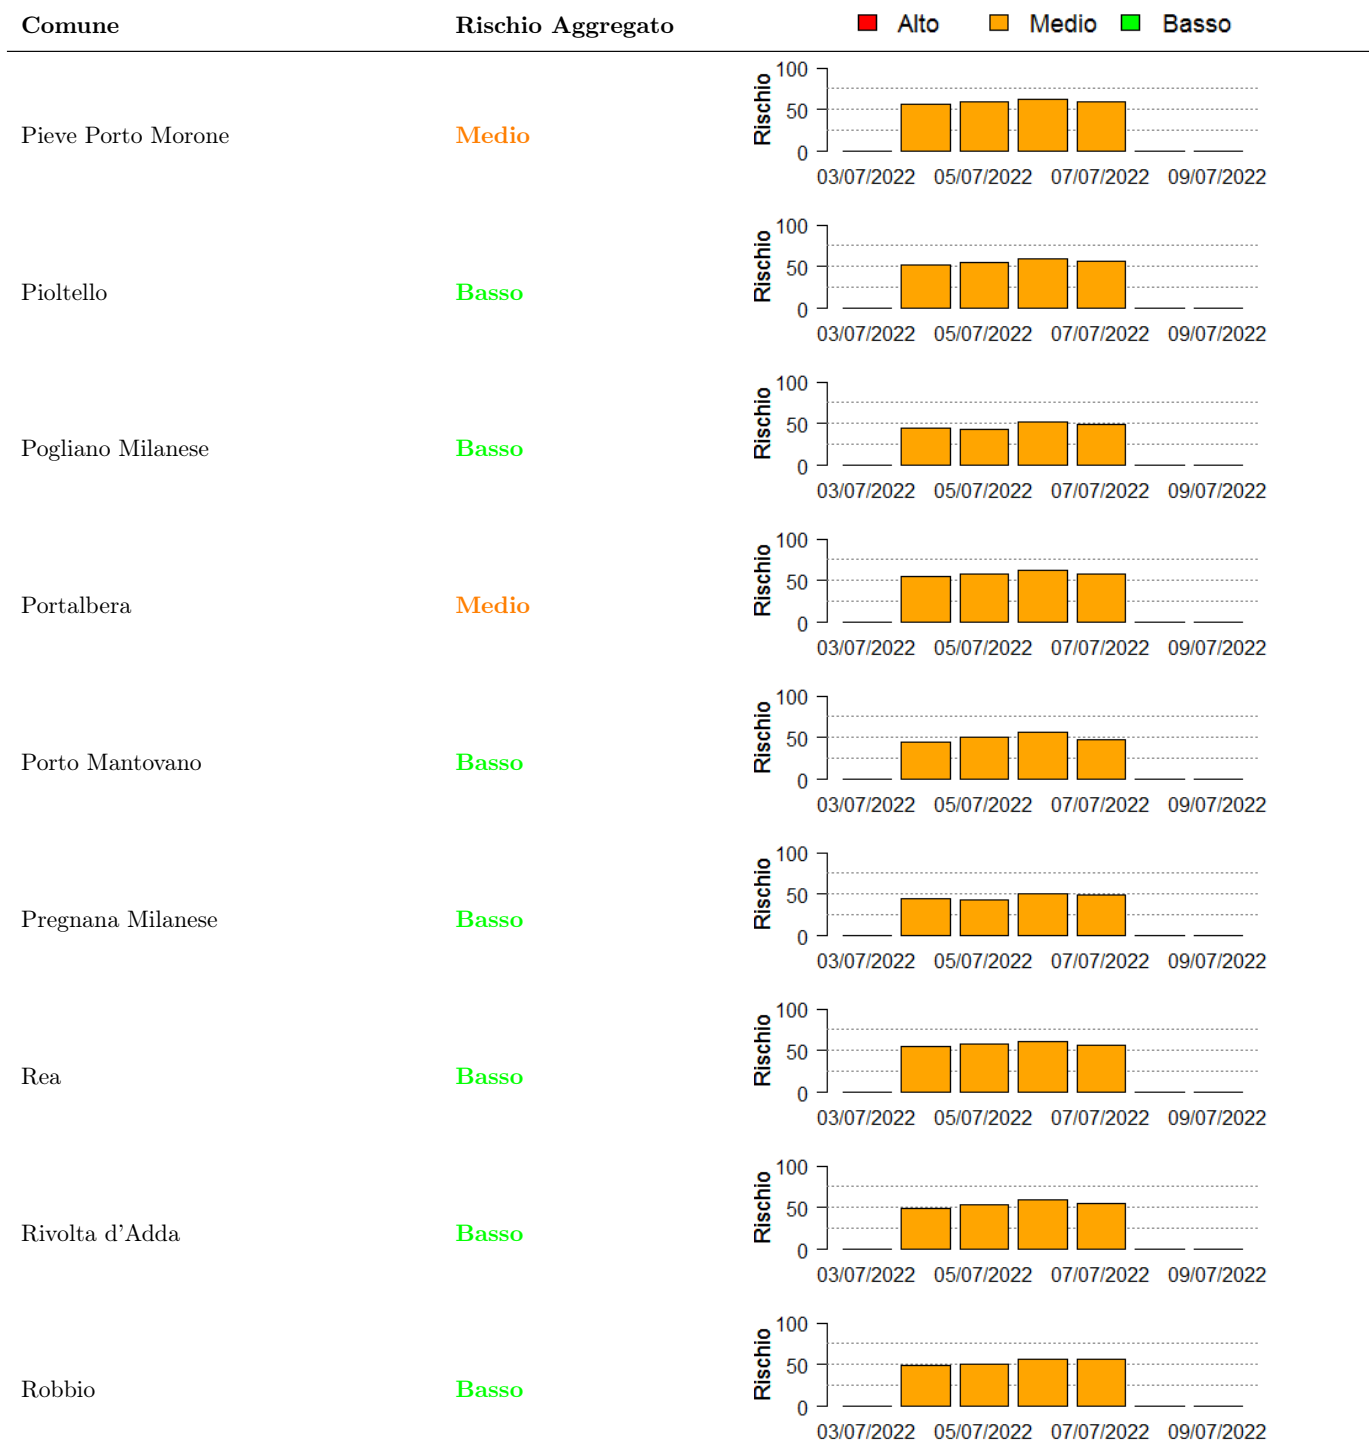 Comune Rischio Aggregato Alto Medio Basso
100
50
0
Rischio
Pieve Porto Morone Medio
03/07/2022 05/07/2022 07/07/2022 09/07/2022
100
50
0
Rischio
Pioltello Basso
03/07/2022 05/07/2022 07/07/2022 09/07/2022
100
50
0
Rischio
Pogliano Milanese Basso
03/07/2022 05/07/2022 07/07/2022 09/07/2022
100
50
0
Rischio
Portalbera Medio
03/07/2022 05/07/2022 07/07/2022 09/07/2022
100
50
0
Rischio
Porto Mantovano Basso
03/07/2022 05/07/2022 07/07/2022 09/07/2022
100
50
0
Rischio
Pregnana Milanese Basso
03/07/2022 05/07/2022 07/07/2022 09/07/2022
100
50
0
Rischio
Rea Basso
03/07/2022 05/07/2022 07/07/2022 09/07/2022
100
50
0
Rischio
Rivolta d'Adda Basso
03/07/2022 05/07/2022 07/07/2022 09/07/2022
100
50
0
Rischio
Robbio Basso
03/07/2022 05/07/2022 07/07/2022 09/07/2022